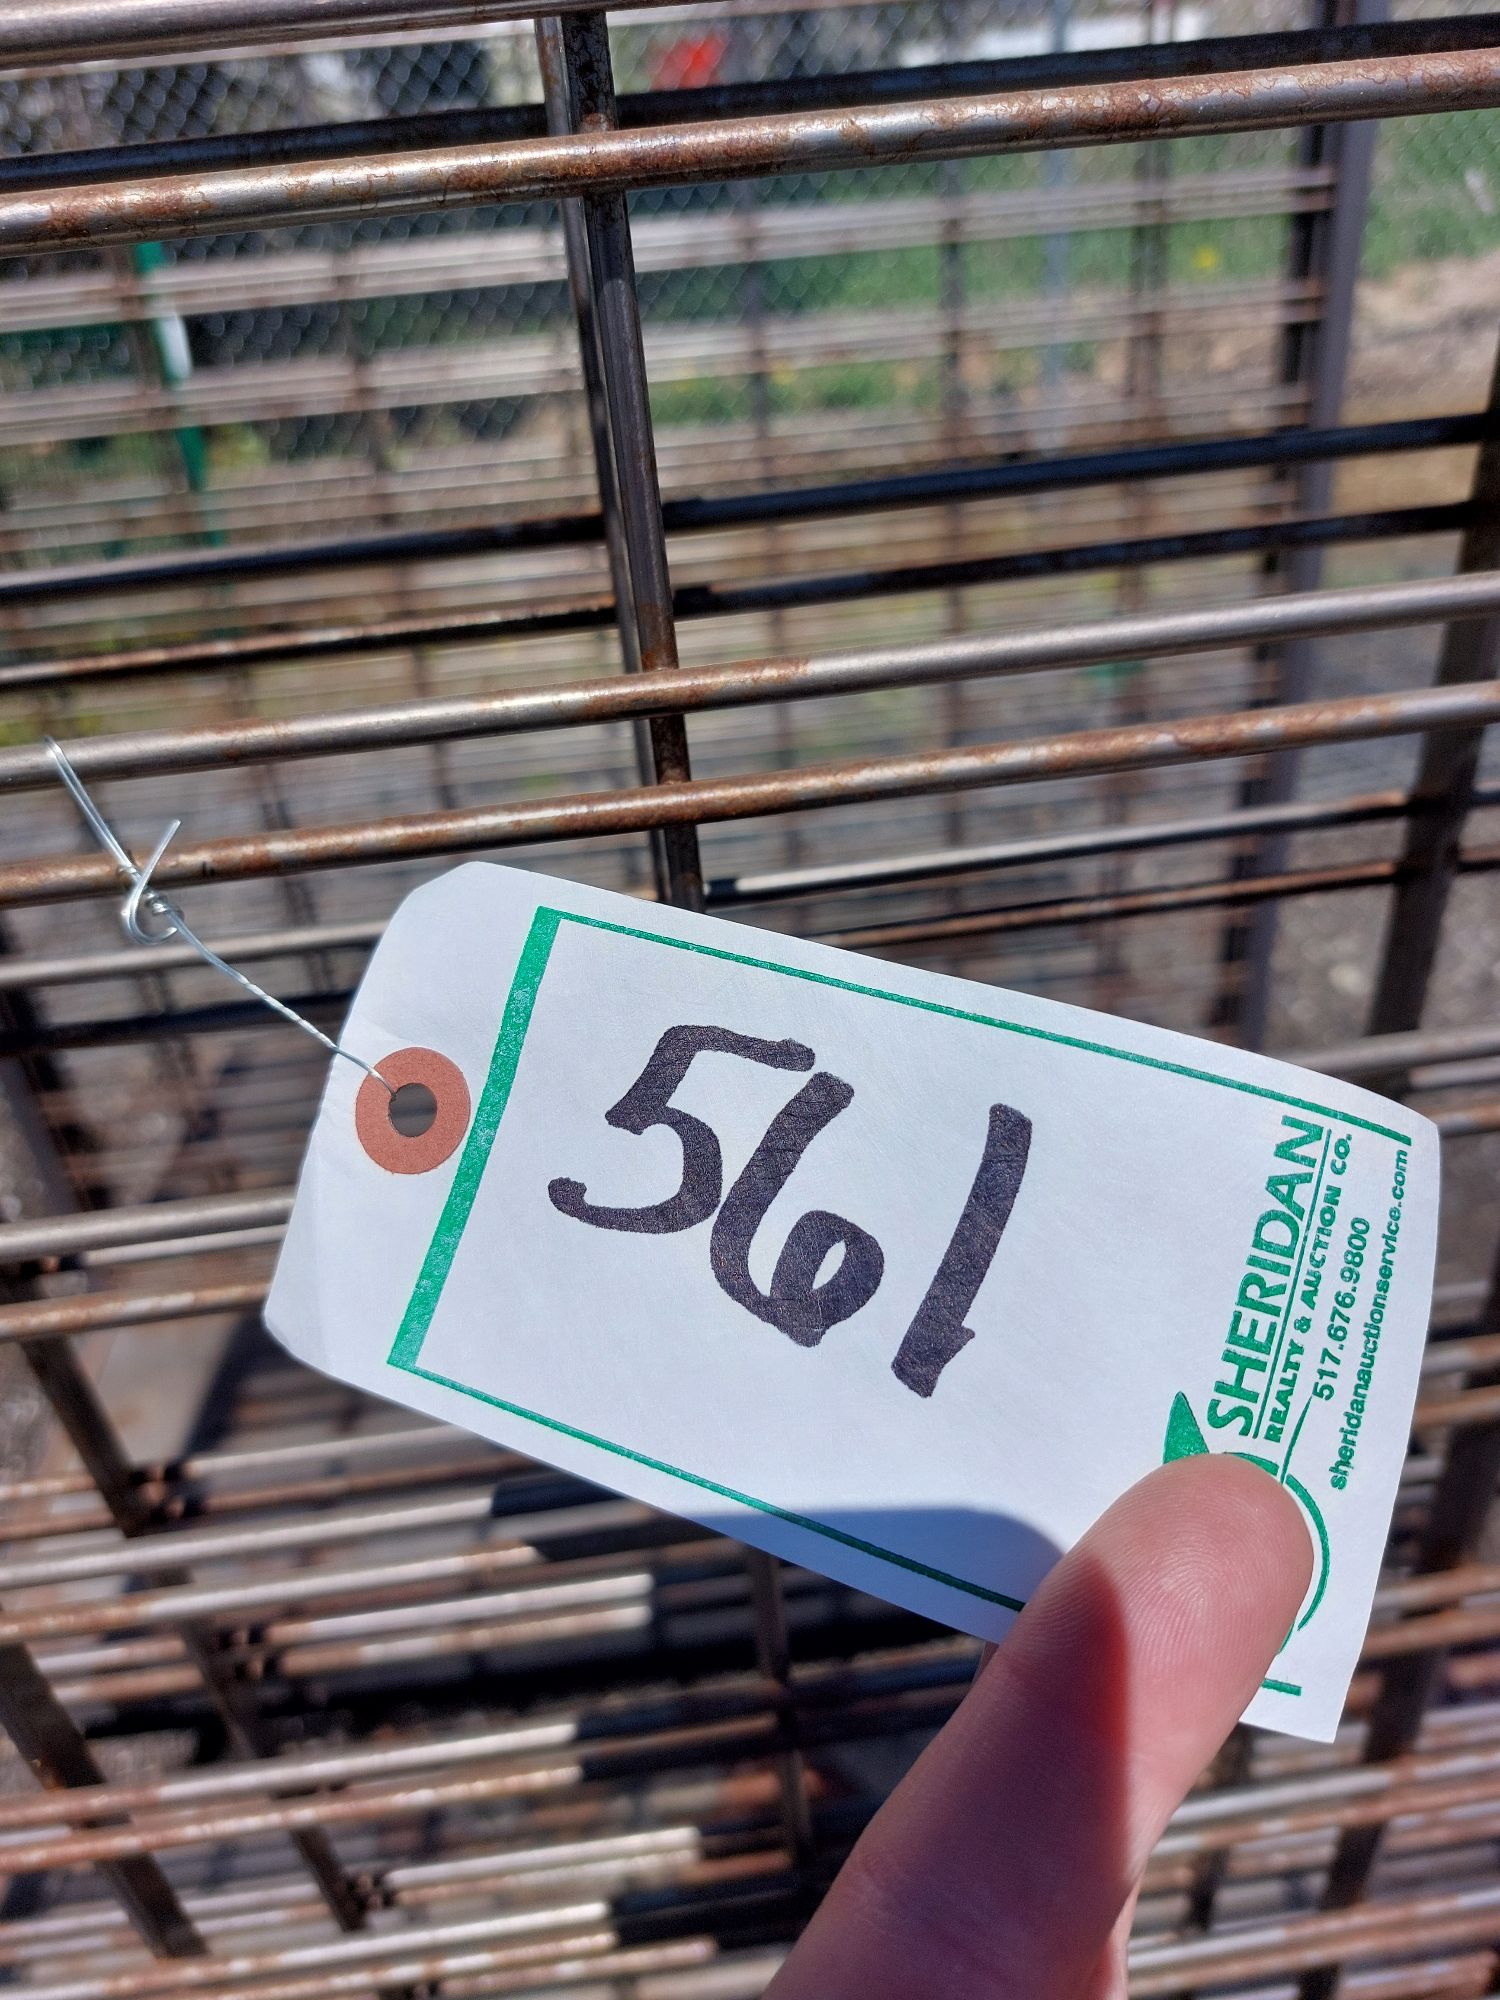 561
SHERIDAN
REALTY & AUCTION CO.
517.676.9800
sheridanauctionservice.com